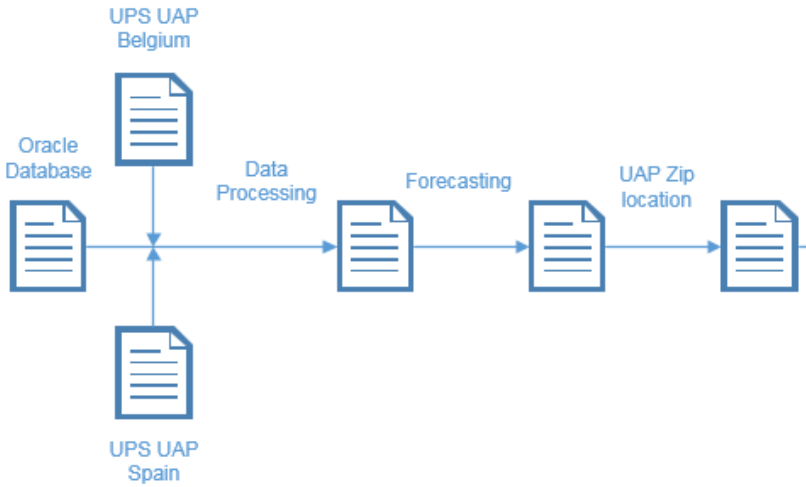 UPS UAP
Belgium
Oracle
Database
Data
Processing
Forecasting
UAP Zip
location
UPS UAP
Spain